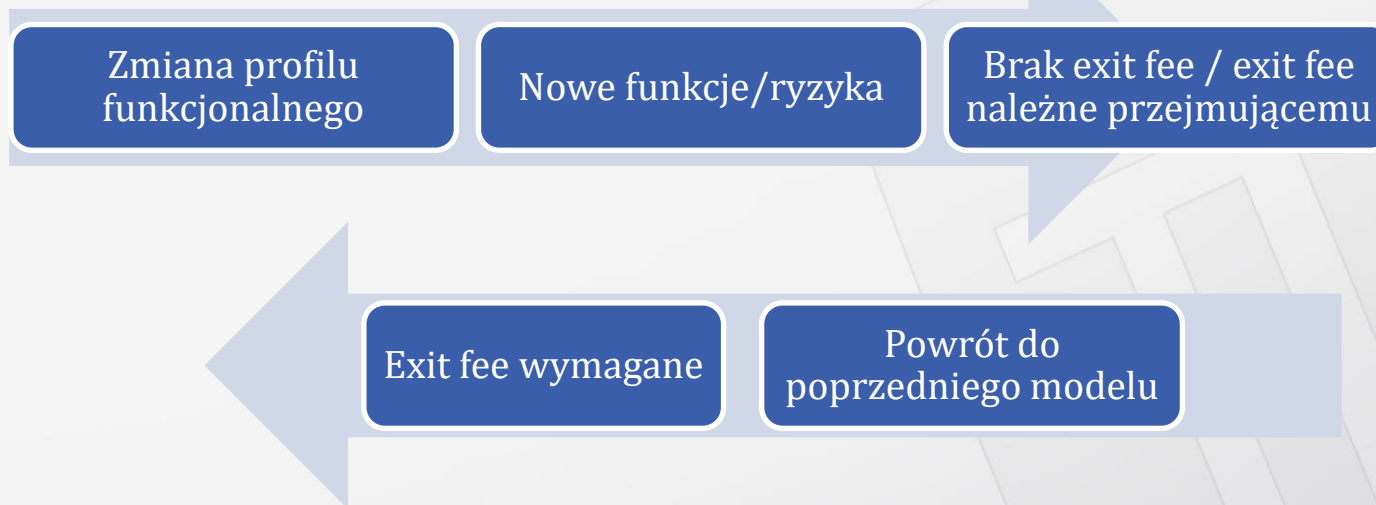 Zmiana profilu
funkcjonalnego
Nowe funkcje/ryzyka
Brak exit fee / exit fee
należne przejmującemu
Exit fee wymagane
Powrót do
poprzedniego modelu